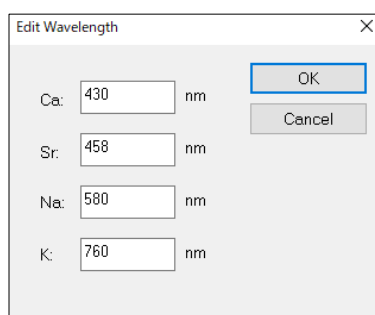 Edit Wavelength
OK
Ca: 430 nm
Cancel
Sr: 458 nm
Na: 580 nm
K: 760 nm